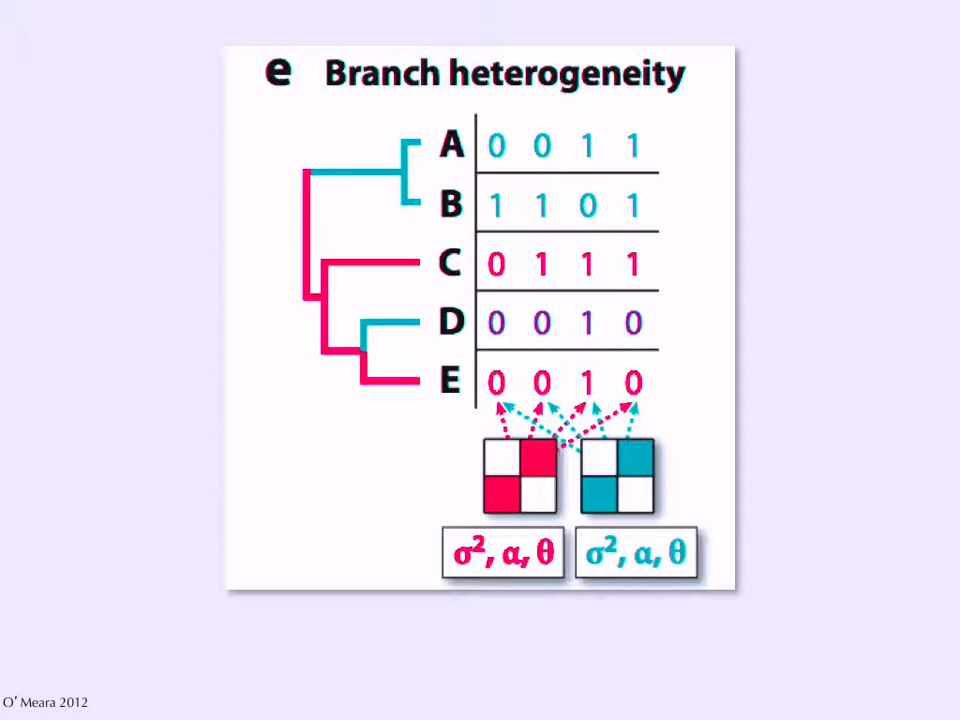 e Branch heterogeneity
A 0 0 1 1
B 1 1 0 1
C 0 1 1 1
D 0 0 1 0
E 0 0 1 0
σ², α, θ σ², α, θ
O’ Meara 2012